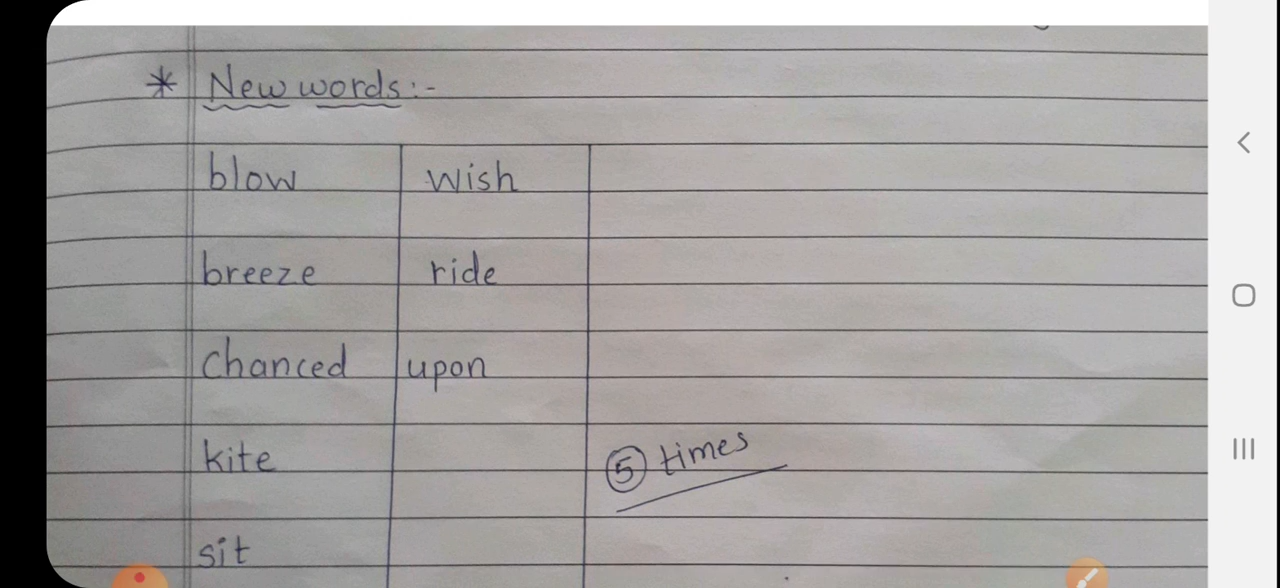 * New words:-
blow wish
breeze ride
Chanced upon
kite
⑤ times
sit